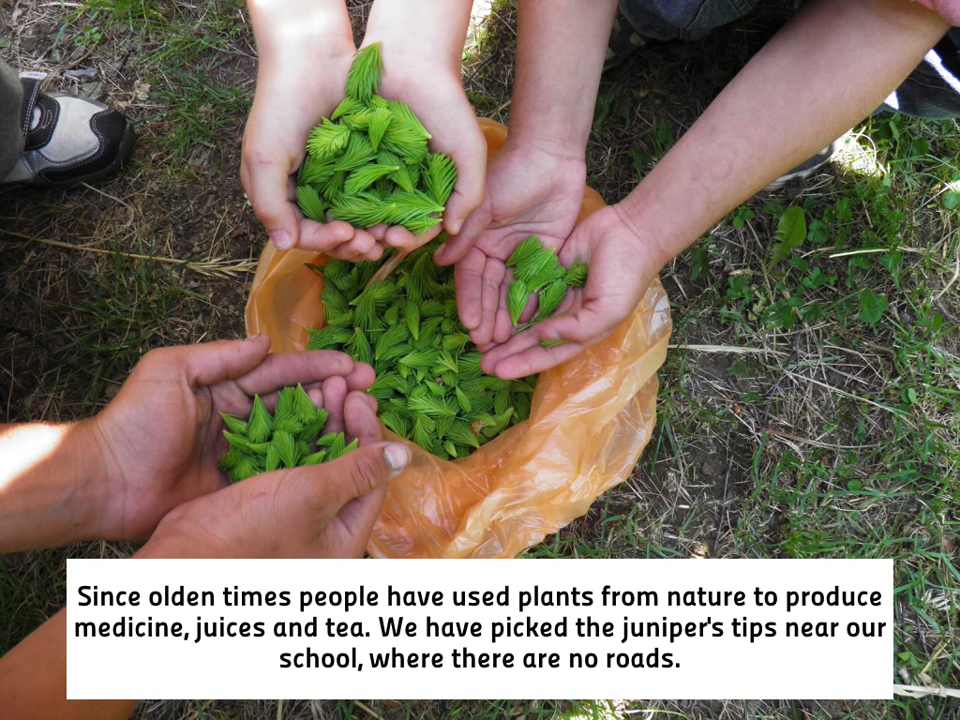 Since olden times people have used plants from nature to produce
medicine, juices and tea. We have picked the juniper's tips near our
school, where there are no roads.